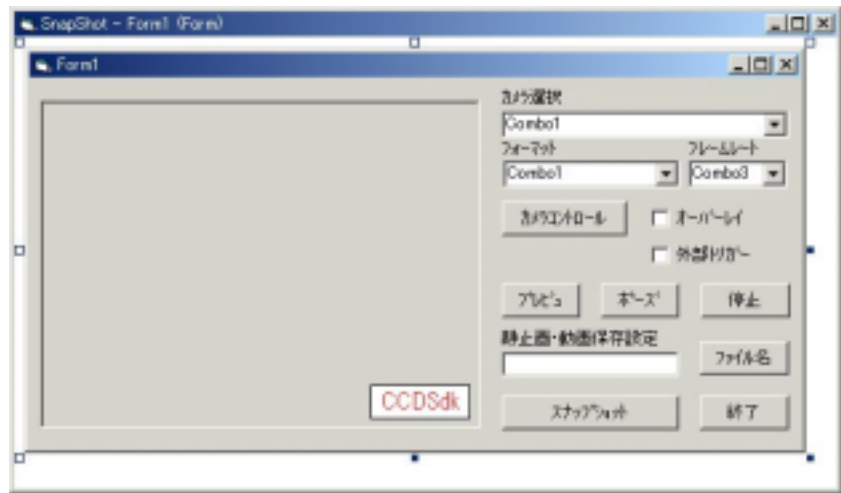 SnapShot - Form1 (Form)
Form1
ｶﾒﾗ選択
Combo1
ﾌｫｰﾏｯﾄ
ﾌﾚｰﾑﾚｰﾄ
Combo1
Combo3
ｶﾒﾗｺﾝﾄﾛｰﾙ
ｵｰﾊﾞｰﾚｲ
外部ﾄﾘｶﾞｰ
ﾌﾟﾚﾋﾞｭ
ﾎﾟｰｽﾞ
停止
静止画・動画保存設定
ﾌｧｲﾙ名
CCDSdk
ｽﾅｯﾌﾟｼｮｯﾄ
終了